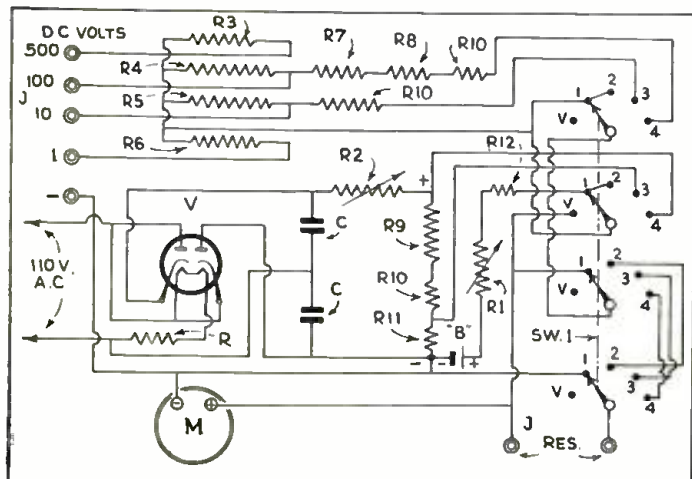 DC VOLTS
500
100
J
10
1
-
R3
R4
R5
R6
R7
R8
R10
R10
R2
R12
+
V
C
C
R9
R10
R11
R1
"B"
- - +
110 V.
A.C.
R
M
- +
1 2 3 4 V
1 2 3 4 V
1 2 3 4 V
SW.1
1 2 3 4 V
J
RES.